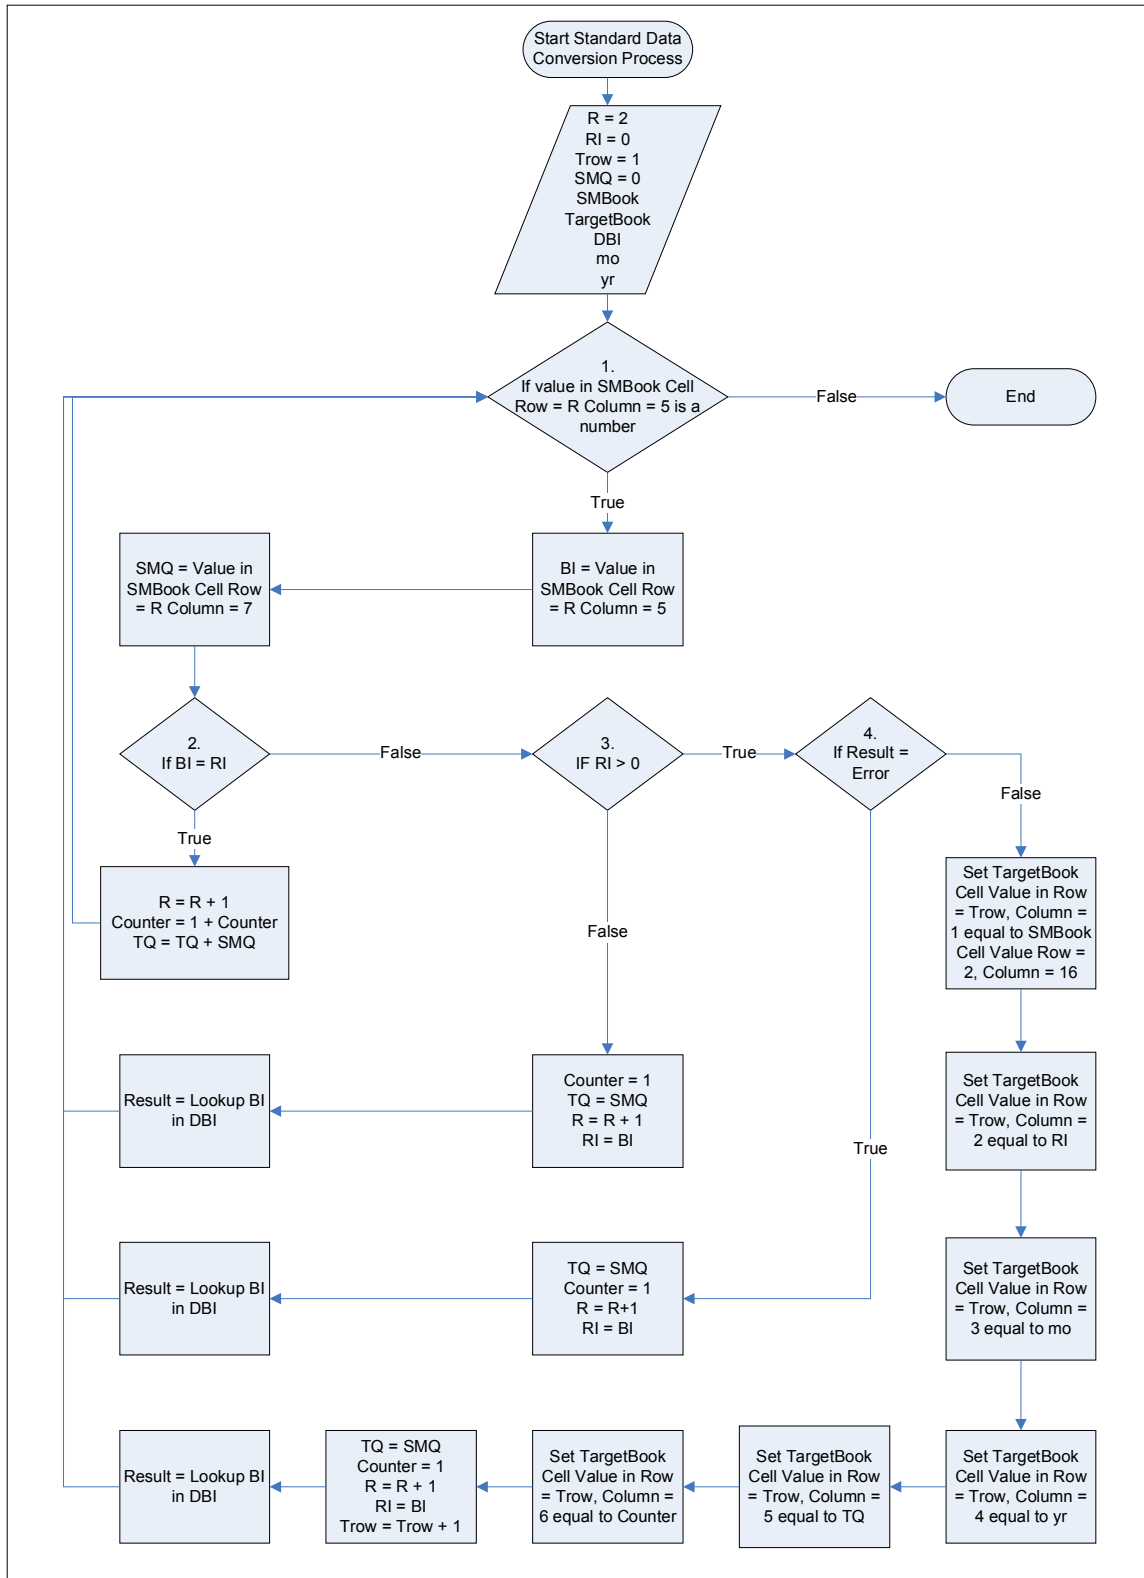 Start Standard Data
Conversion Process
R = 2
RI = 0
Trow = 1
SMQ = 0
SMBook
TargetBook
DBI
mo
yr
1.
If value in SMBook Cell
Row = R Column = 5 is a
number
False
End
True
BI = Value in
SMBook Cell Row
= R Column = 5
SMQ = Value in
SMBook Cell Row
= R Column = 7
2.
If BI = RI
False
3.
IF RI > 0
True
4.
If Result =
Error
False
True
R = R + 1
Counter = 1 + Counter
TQ = TQ + SMQ
False
Set TargetBook
Cell Value in Row
= Trow, Column =
1 equal to SMBook
Cell Value Row =
2, Column = 16
Result = Lookup BI
in DBI
Counter = 1
TQ = SMQ
R = R + 1
RI = BI
Set TargetBook
Cell Value in Row
= Trow, Column =
2 equal to RI
True
Result = Lookup BI
in DBI
TQ = SMQ
Counter = 1
R = R+1
RI = BI
Set TargetBook
Cell Value in Row
= Trow, Column =
3 equal to mo
Result = Lookup BI
in DBI
TQ = SMQ
Counter = 1
R = R + 1
RI = BI
Trow = Trow + 1
Set TargetBook
Cell Value in Row
= Trow, Column =
6 equal to Counter
Set TargetBook
Cell Value in Row
= Trow, Column =
5 equal to TQ
Set TargetBook
Cell Value in Row
= Trow, Column =
4 equal to yr